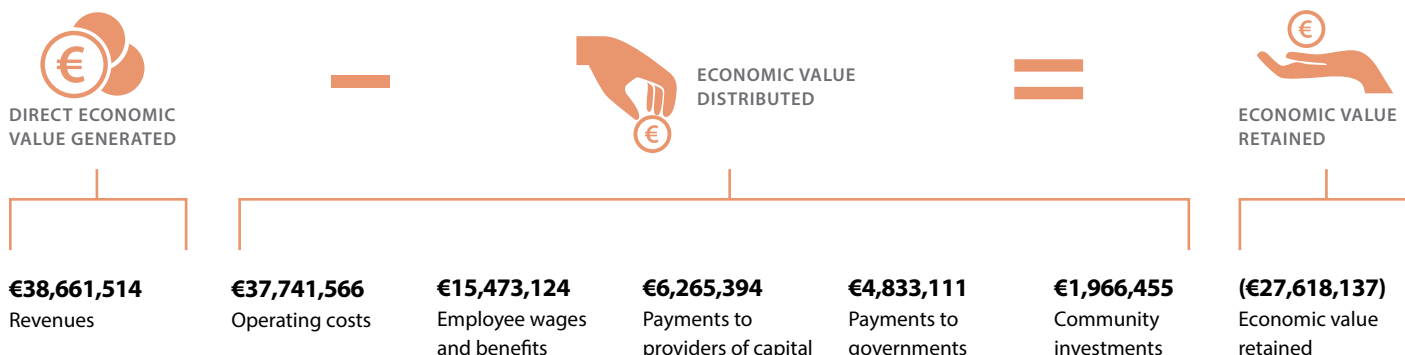 €
€
€
DIRECT ECONOMIC
VALUE GENERATED
ECONOMIC VALUE
DISTRIBUTED
ECONOMIC VALUE
RETAINED
€38,661,514
Revenues
€37,741,566
Operating costs
€15,473,124
Employee wages
and benefits
€6,265,394
Payments to
providers of capital
€4,833,111
Payments to
governments
€1,966,455
Community
investments
(€27,618,137)
Economic value
retained